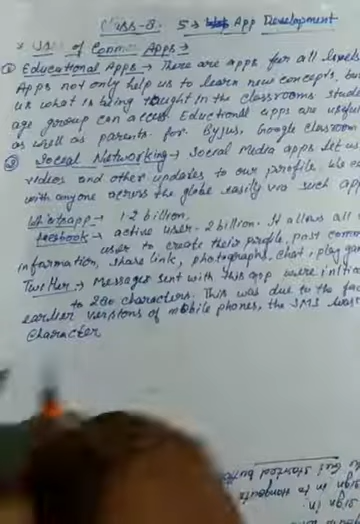 Class-8. 5→ App Development
* of Common Apps→
① Educational Apps→ There are apps for all levels
Apps not only help us to learn new concepts, bu
us what is being tought in the classrooms. stude
age group can access Eductional apps are useful
as well as parents. for. Byjus, Google Classroom
② Soceal Networking→ Social Media apps let us
videos and other updates to our profile. We ca
with anyone across the globe easily via such app
Whatsapp→ 1.2 billion.
facebook→ active user. 2 billion. It allows all
user to create their profile, post comm
information, share link, photographs, chat, play ga
Twitter→ Messages sent with this app were initia
to 280 characters. This was due to the fac
earlier versions of mobile phones, the SMS was
Character